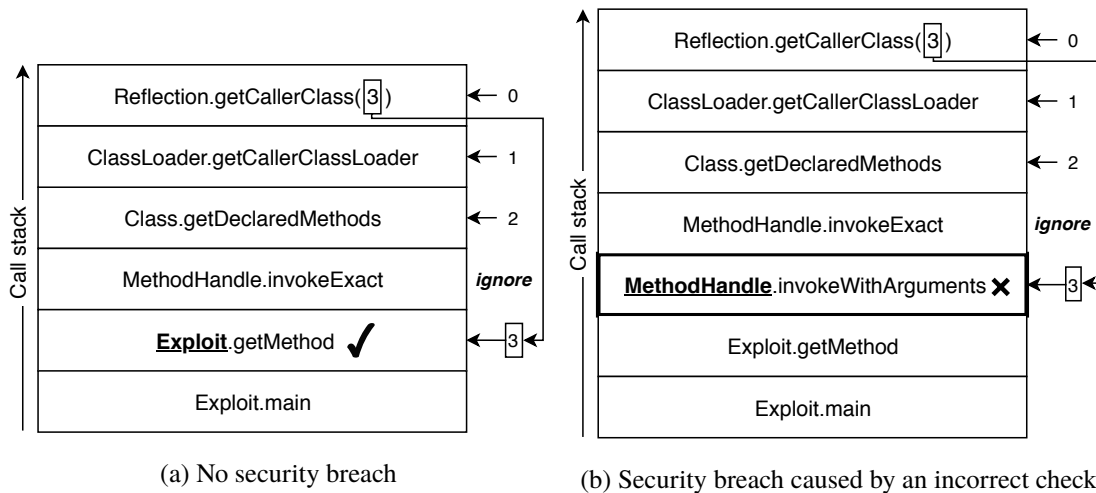 Call stack
Reflection.getCallerClass(3) 0
ClassLoader.getCallerClassLoader 1
Class.getDeclaredMethods 2
MethodHandle.invokeExact ignore
Exploit.getMethod 3
Exploit.main
(a) No security breach
Call stack
Reflection.getCallerClass(3) 0
ClassLoader.getCallerClassLoader 1
Class.getDeclaredMethods 2
MethodHandle.invokeExact ignore
MethodHandle.invokeWithArguments 3
Exploit.getMethod
Exploit.main
(b) Security breach caused by an incorrect check